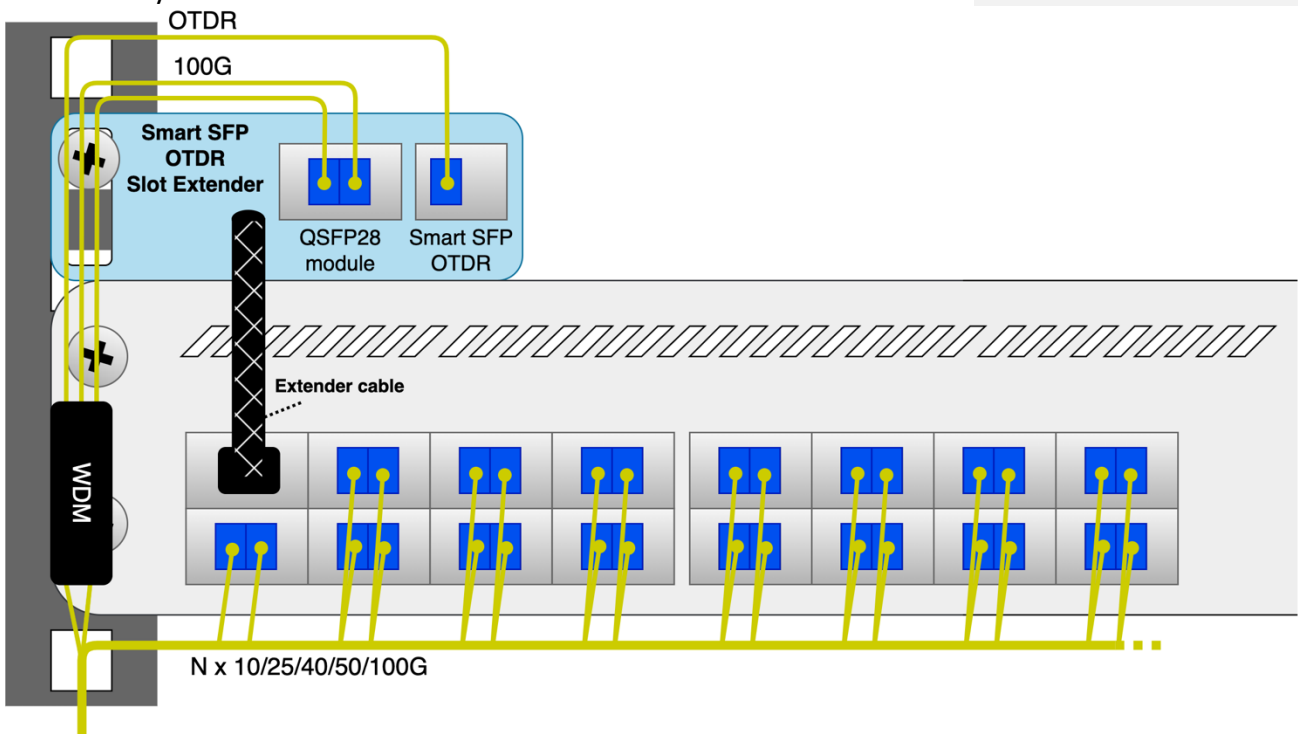 OTDR
100G
Smart SFP
OTDR
Slot Extender
QSFP28
module
Smart SFP
OTDR
Extender cable
WDM
N x 10/25/40/50/100G